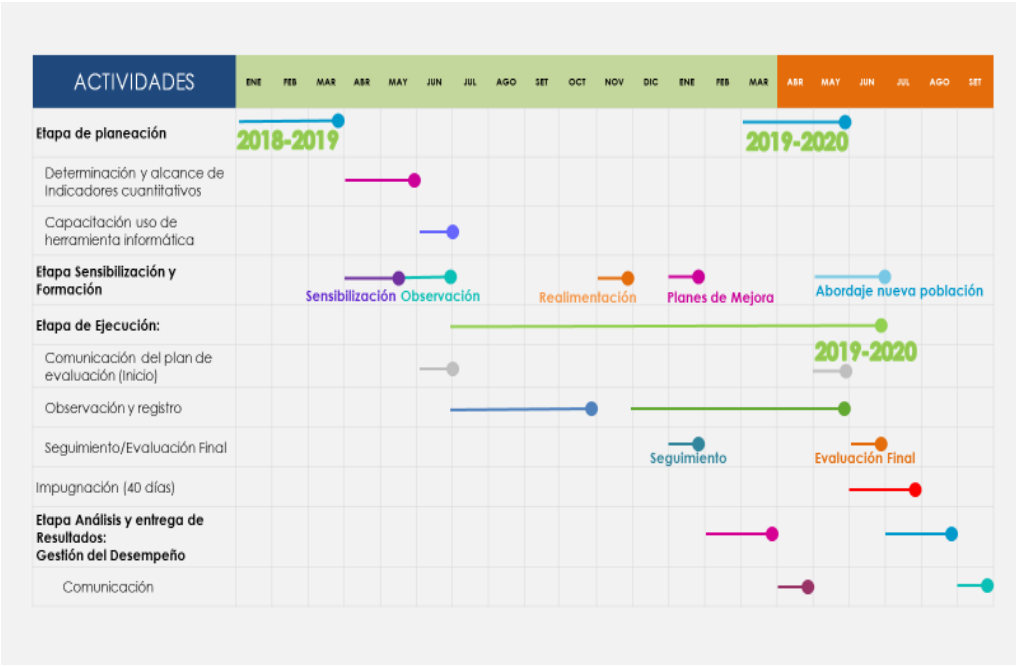 ACTIVIDADES ENE FEB MAR ABR MAY JUN JUL AGO SET OCT NOV DIC ENE FEB MAR ABR MAY JUN JUL AGO SET
Etapa de planeación
2018-2019 2019-2020
Determinación y alcance de
Indicadores cuantitativos
Capacitación uso de
herramienta informática
Etapa Sensibilización y
Formación
Sensibilización Observación Realimentación Planes de Mejora Abordaje nueva población
Etapa de Ejecución:
2019-2020
Comunicación del plan de
evaluación (Inicio)
Observación y registro
Seguimiento/Evaluación Final
Seguimiento Evaluación Final
Impugnación (40 días)
Etapa Análisis y entrega de
Resultados:
Gestión del Desempeño
Comunicación